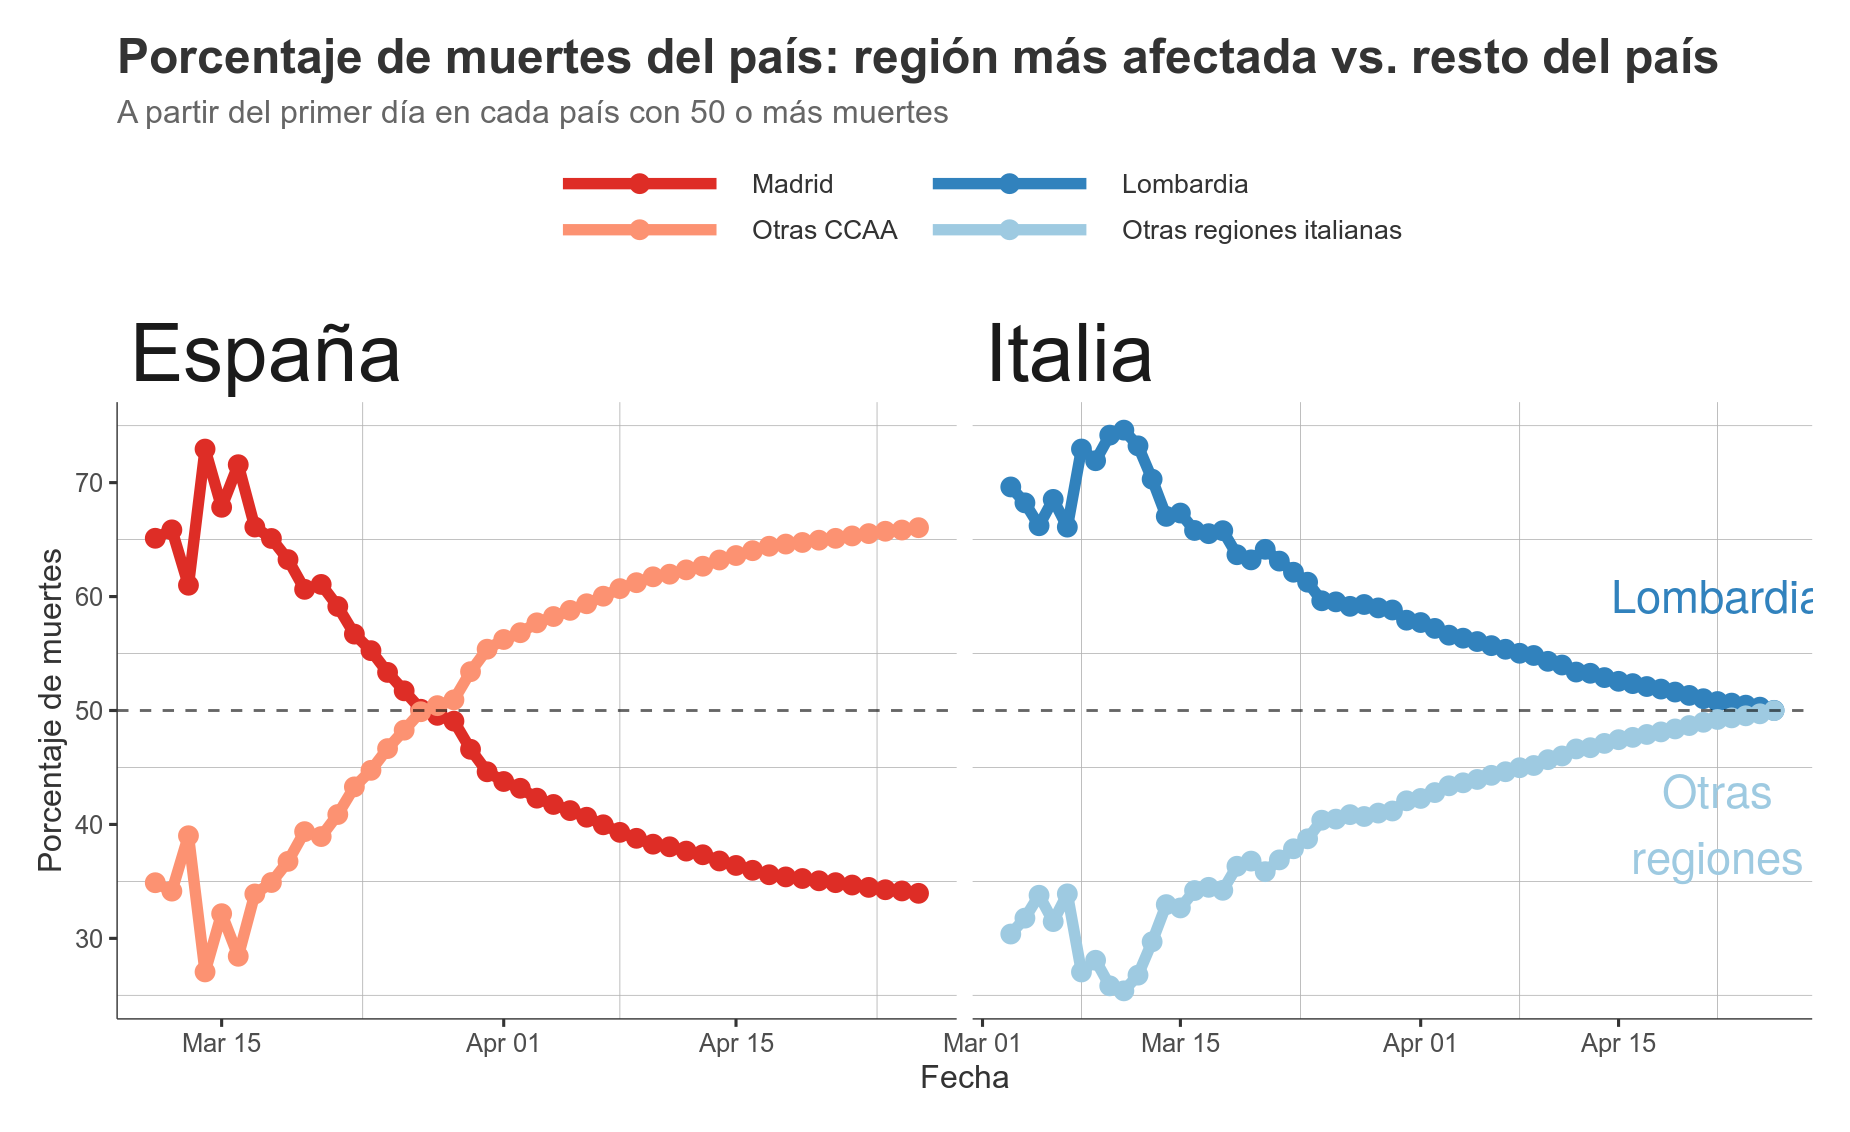 Porcentaje de muertes del país: región más afectada vs. resto del país
A partir del primer día en cada país con 50 o más muertes
Madrid
Lombardia
Otras CCAA
Otras regiones italianas
España
Italia
Porcentaje de muertes
70
60
50
40
30
Lombardia
Otras
regiones
Mar 15
Apr 01
Apr 15
Mar 01
Mar 15
Apr 01
Apr 15
Fecha